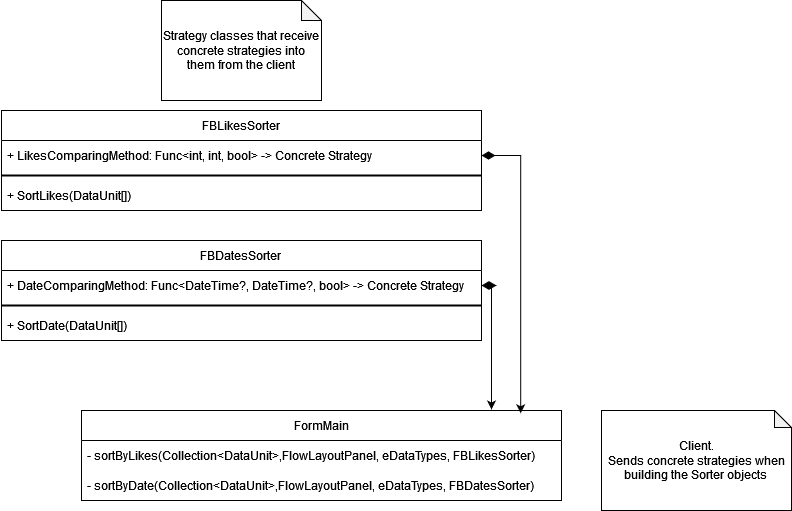 Strategy classes that receive
concrete strategies into
them from the client
FBLikesSorter
+ LikesComparingMethod: Func<int, int, bool> -> Concrete Strategy
+ SortLikes(DataUnit[])
FBDatesSorter
+ DateComparingMethod: Func<DateTime?, DateTime?, bool> -> Concrete Strategy
+ SortDate(DataUnit[])
FormMain
- sortByLikes(Collection<DataUnit>,FlowLayoutPanel, eDataTypes, FBLikesSorter)
- sortByDate(Collection<DataUnit>,FlowLayoutPanel, eDataTypes, FBDatesSorter)
Client.
Sends concrete strategies when
building the Sorter objects